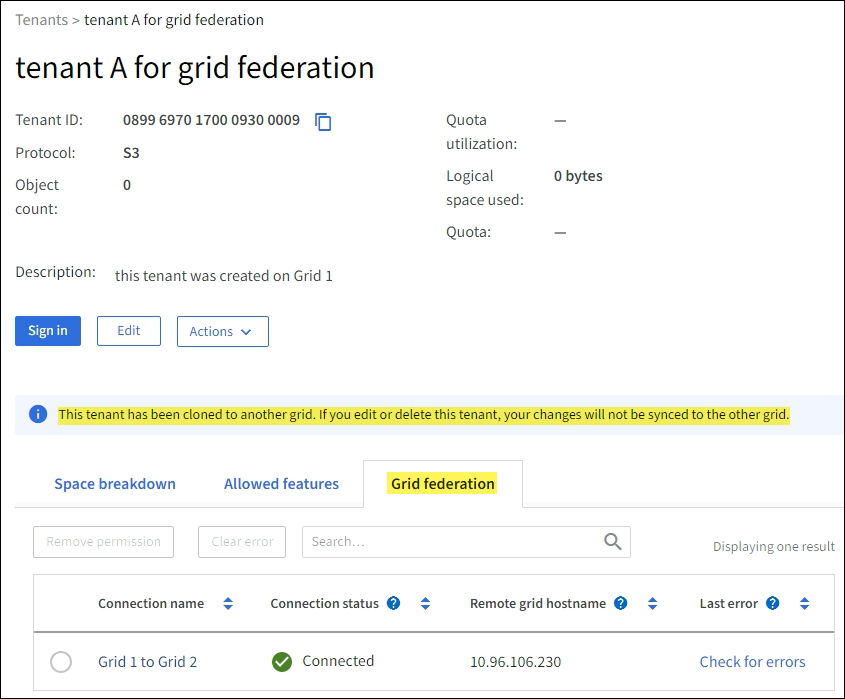 Tenants > tenant A for grid federation
tenant A for grid federation
Tenant ID: 0899 6970 1700 0930 0009
Protocol: S3
Object count: 0
Quota utilization: —
Logical space used: 0 bytes
Quota: —
Description: this tenant was created on Grid 1
Sign in Edit Actions
This tenant has been cloned to another grid. If you edit or delete this tenant, your changes will not be synced to the other grid.
Space breakdown Allowed features Grid federation
Remove permission Clear error Search... Displaying one result
Connection name Connection status Remote grid hostname Last error
Grid 1 to Grid 2 Connected 10.96.106.230 Check for errors